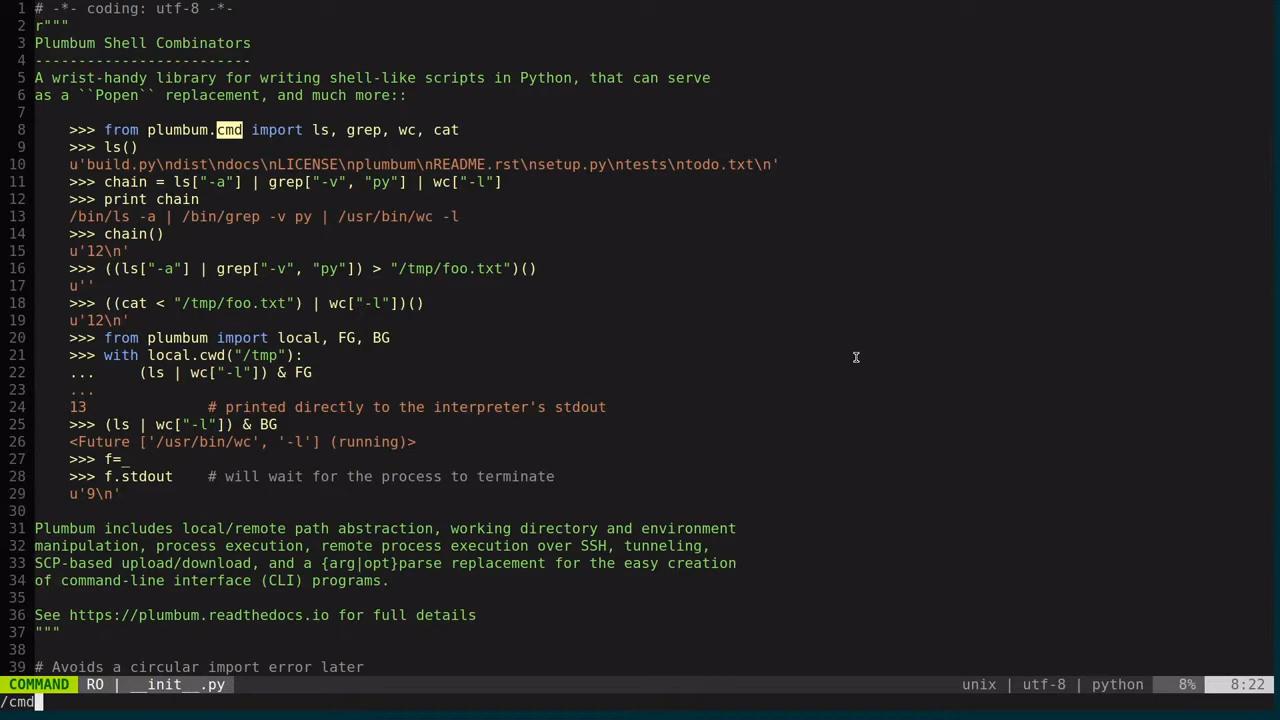 1 # -*- coding: utf-8 -*-
2 r"""
3 Plumbum Shell Combinators
4 -------------------------
5 A wrist-handy library for writing shell-like scripts in Python, that can serve
6 as a ``Popen`` replacement, and much more::
7
8     >>> from plumbum.cmd import ls, grep, wc, cat
9     >>> ls()
10     u'build.py\ndist\ndocs\nLICENSE\nplumbum\nREADME.rst\nsetup.py\ntests\ntodo.txt\n'
11     >>> chain = ls["-a"] | grep["-v", "py"] | wc["-l"]
12     >>> print chain
13     /bin/ls -a | /bin/grep -v py | /usr/bin/wc -l
14     >>> chain()
15     u'12\n'
16     >>> ((ls["-a"] | grep["-v", "py"]) > "/tmp/foo.txt")()
17     u''
18     >>> ((cat < "/tmp/foo.txt") | wc["-l"])()
19     u'12\n'
20     >>> from plumbum import local, FG, BG
21     >>> with local.cwd("/tmp"):
22     ...     (ls | wc["-l"]) & FG
23     ...
24     13              # printed directly to the interpreter's stdout
25     >>> (ls | wc["-l"]) & BG
26     <Future ['/usr/bin/wc', '-l'] (running)>
27     >>> f=_
28     >>> f.stdout    # will wait for the process to terminate
29     u'9\n'
30
31 Plumbum includes local/remote path abstraction, working directory and environment
32 manipulation, process execution, remote process execution over SSH, tunneling,
33 SCP-based upload/download, and a {arg|opt}parse replacement for the easy creation
34 of command-line interface (CLI) programs.
35
36 See https://plumbum.readthedocs.io for full details
37 """
38
39 # Avoids a circular import error later
COMMAND RO | __init__.py unix | utf-8 | python 8% 8:22
/cmd